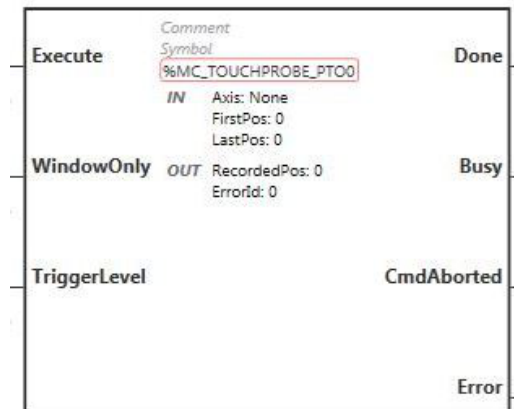 Comment
Execute Symbol Done
%MC_TOUCHPROBE_PTO0
IN Axis: None
FirstPos: 0
LastPos: 0
WindowOnly OUT RecordedPos: 0 Busy
ErrorId: 0
TriggerLevel CmdAborted
Error